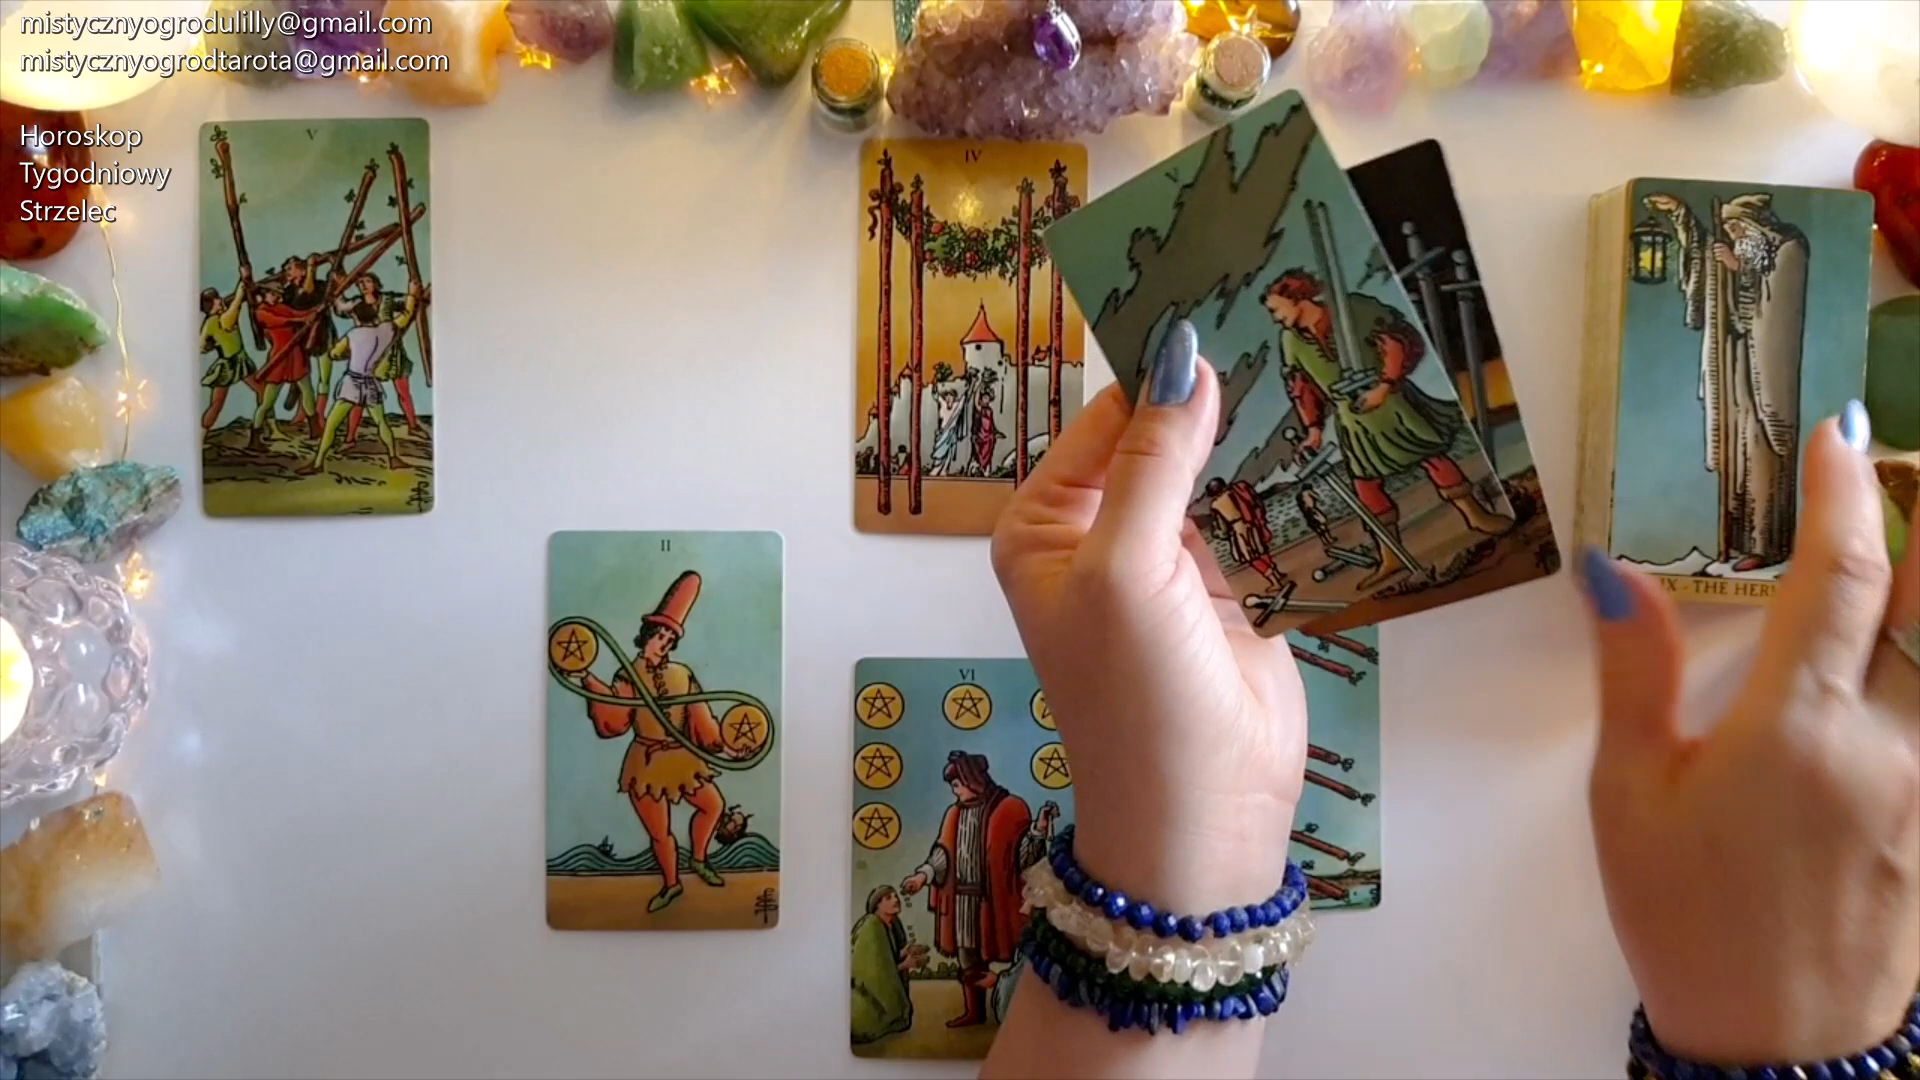 mistycznyogrodulilly@gmail.com
mistycznyogrodtarota@gmail.com
Horoskop
Tygodniowy
Strzelec
V
IV
V
II
VI
IX - THE HER